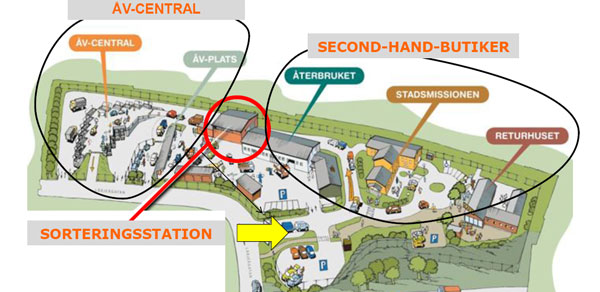 ÅV-CENTRAL
SECOND-HAND-BUTIKER
ÅV-CENTRAL
ÅV-PLATS
ÅTERBRUKET
STADSMISSIONEN
RETURHUSET
SORTERINGSSTATION
P
P
P